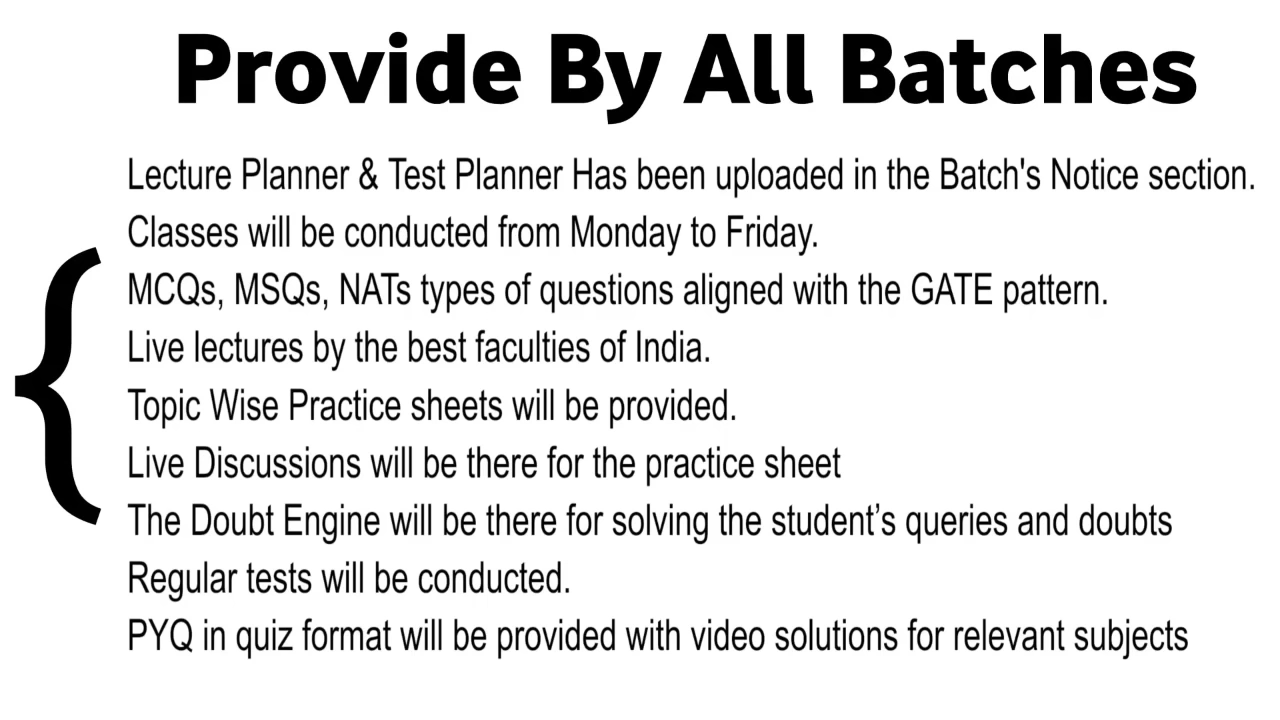 Provide By All Batches
Lecture Planner & Test Planner Has been uploaded in the Batch's Notice section.
Classes will be conducted from Monday to Friday.
MCQs, MSQs, NATs types of questions aligned with the GATE pattern.
Live lectures by the best faculties of India.
Topic Wise Practice sheets will be provided.
Live Discussions will be there for the practice sheet
The Doubt Engine will be there for solving the student’s queries and doubts
Regular tests will be conducted.
PYQ in quiz format will be provided with video solutions for relevant subjects